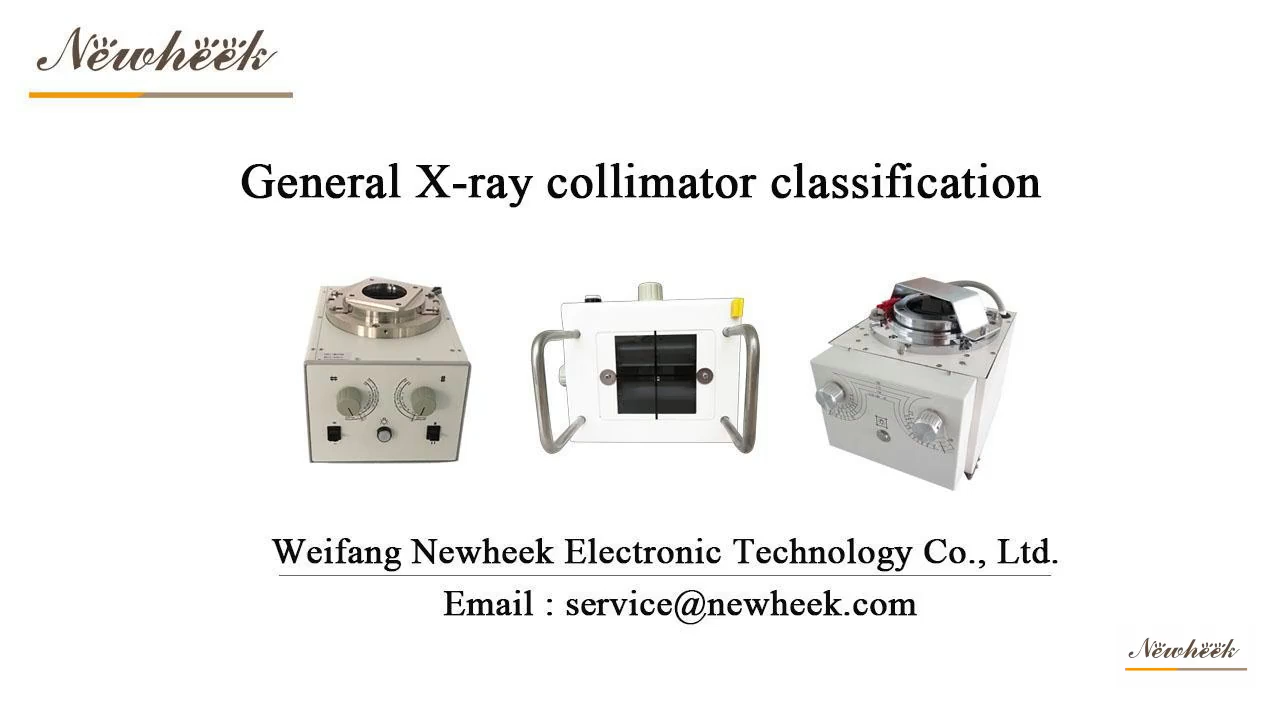 Newheek
General X-ray collimator classification
Weifang Newheek Electronic Technology Co., Ltd.
Email : service@newheek.com
Newheek